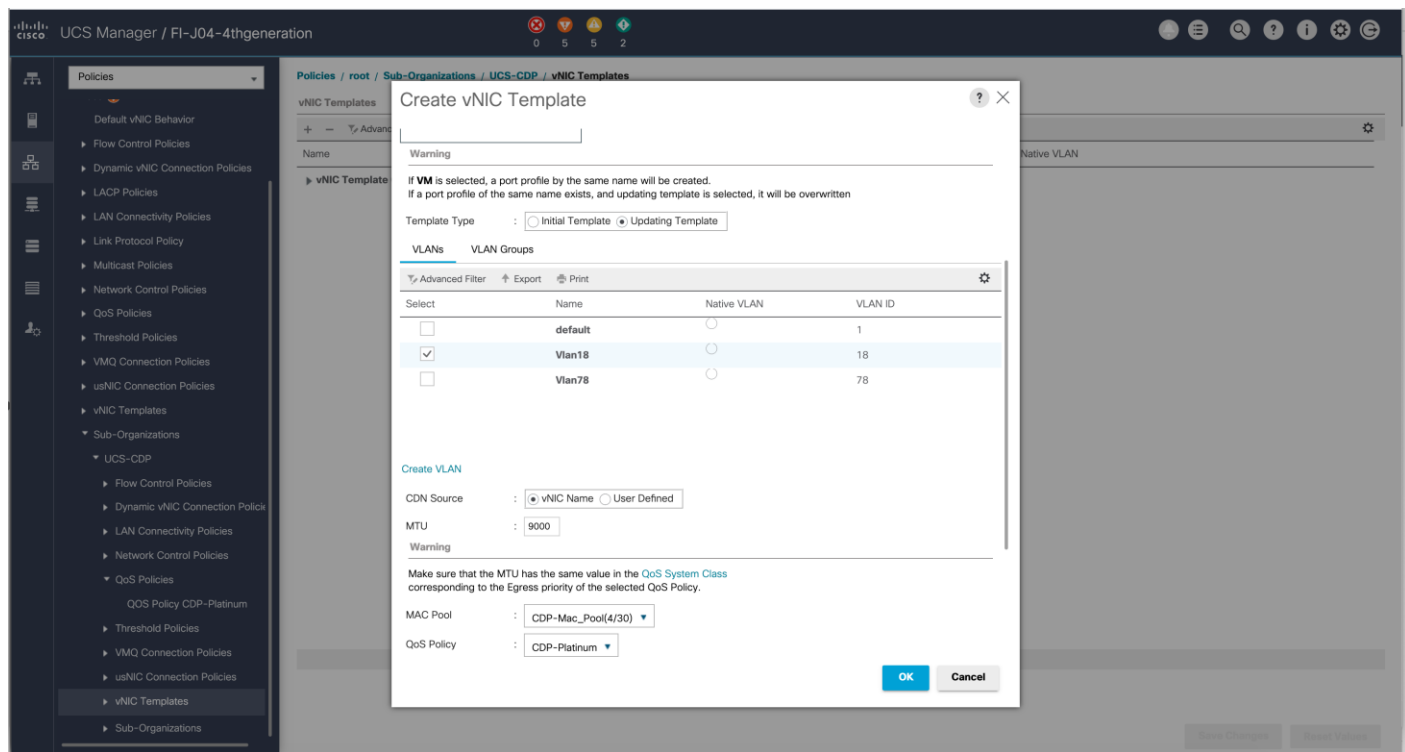 cisco
UCS Manager / FI-J04-4thgeneration
0 5 5 2
? i
Policies
Default vNIC Behavior
Flow Control Policies
Dynamic vNIC Connection Policies
LACP Policies
LAN Connectivity Policies
Link Protocol Policy
Multicast Policies
Network Control Policies
QoS Policies
Threshold Policies
VMQ Connection Policies
usNIC Connection Policies
vNIC Templates
Sub-Organizations
UCS-CDP
Flow Control Policies
Dynamic vNIC Connection Policie
LAN Connectivity Policies
Network Control Policies
QoS Policies
QOS Policy CDP-Platinum
Threshold Policies
VMQ Connection Policies
usNIC Connection Policies
vNIC Templates
Sub-Organizations
Policies / root / Sub-Organizations / UCS-CDP / vNIC Templates
vNIC Templates
+ − Advanc
Name Native VLAN
vNIC Template
Create vNIC Template ?
Warning
If VM is selected, a port profile by the same name will be created.
If a port profile of the same name exists, and updating template is selected, it will be overwritten
Template Type : Initial Template Updating Template
VLANs VLAN Groups
Advanced Filter Export Print
Select Name Native VLAN VLAN ID
default 1
Vlan18 18
Vlan78 78
Create VLAN
CDN Source : vNIC Name User Defined
MTU : 9000
Warning
Make sure that the MTU has the same value in the QoS System Class
corresponding to the Egress priority of the selected QoS Policy.
MAC Pool : CDP-Mac_Pool(4/30)
QoS Policy : CDP-Platinum
OK Cancel
Save Changes Reset Values